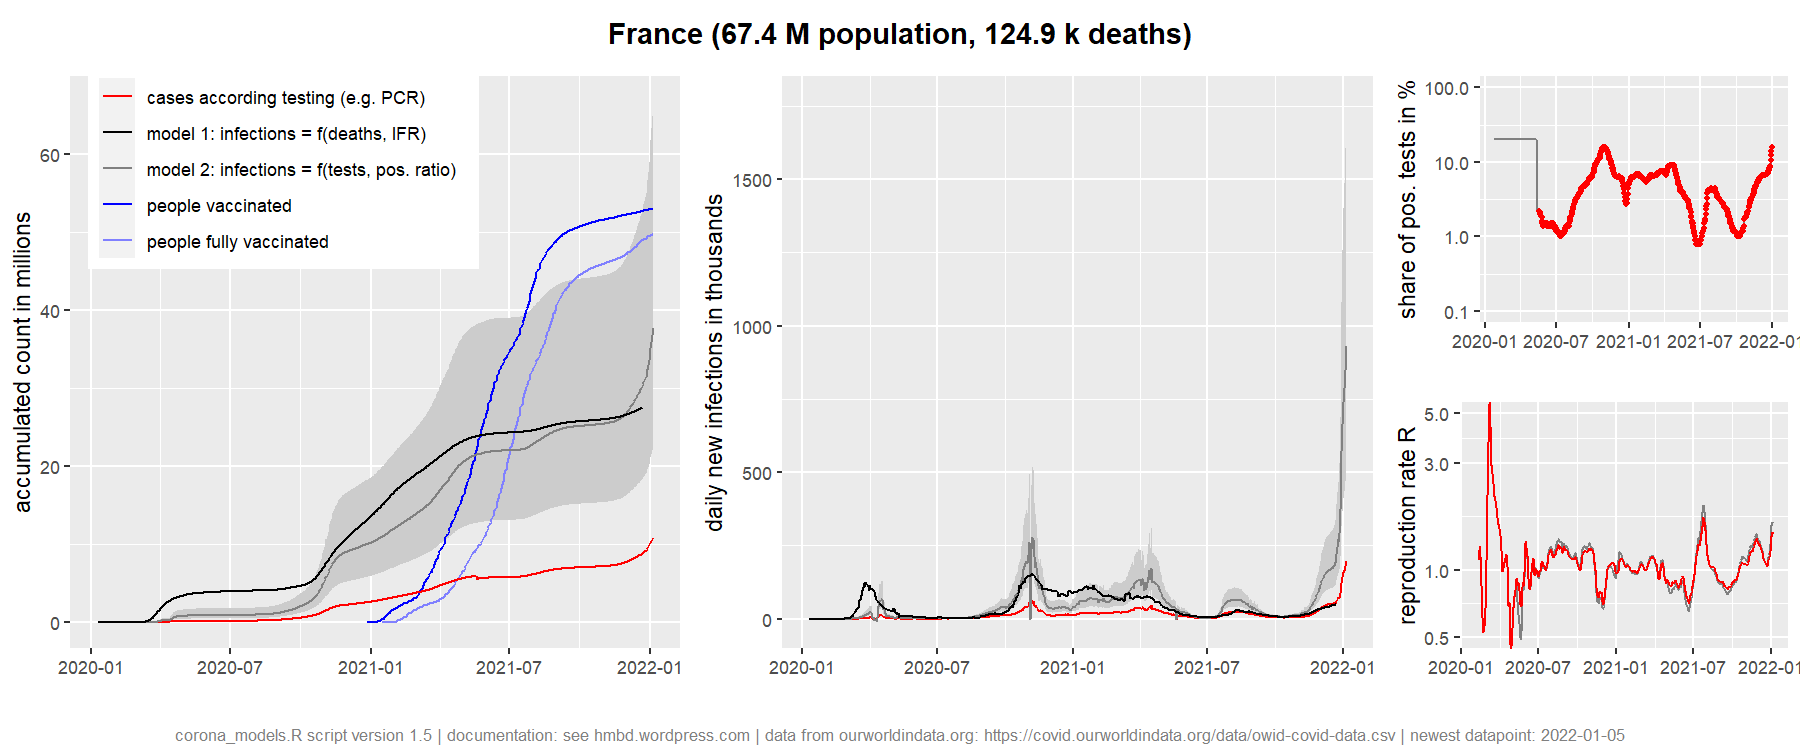 France (67.4 M population, 124.9 k deaths)
cases according testing (e.g. PCR)
model 1: infections = f(deaths, IFR)
model 2: infections = f(tests, pos. ratio)
people vaccinated
people fully vaccinated
accumulated count in millions
60
40
20
0
2020-01 2020-07 2021-01 2021-07 2022-01
daily new infections in thousands
1500
1000
500
0
2020-01 2020-07 2021-01 2021-07 2022-01
share of pos. tests in %
100.0
10.0
1.0
0.1
2020-01 2020-07 2021-01 2021-07 2022-01
reproduction rate R
5.0
3.0
1.0
0.5
2020-01 2020-07 2021-01 2021-07 2022-01
corona_models.R script version 1.5 | documentation: see hmbd.wordpress.com | data from ourworldindata.org: https://covid.ourworldindata.org/data/owid-covid-data.csv | newest datapoint: 2022-01-05